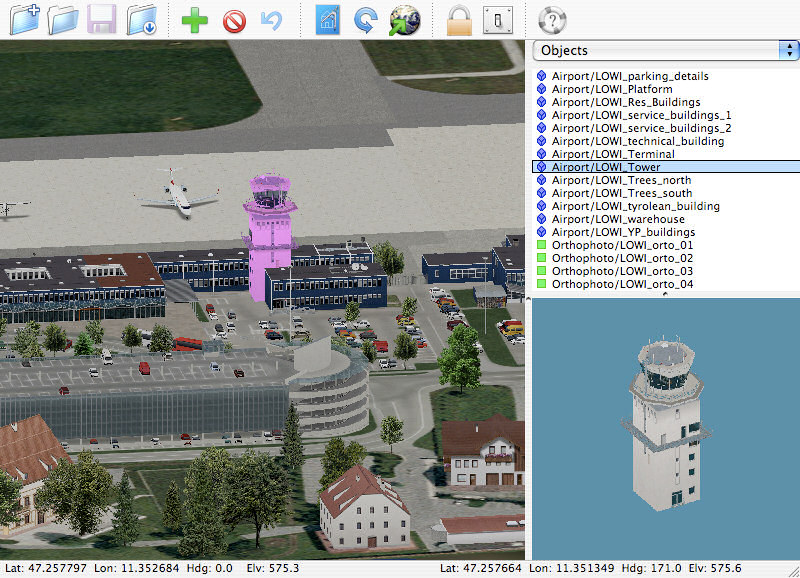 Objects
Airport/LOWI_parking_details
Airport/LOWI_Platform
Airport/LOWI_Res_Buildings
Airport/LOWI_service_buildings_1
Airport/LOWI_service_buildings_2
Airport/LOWI_technical_building
Airport/LOWI_Terminal
Airport/LOWI_Tower
Airport/LOWI_Trees_north
Airport/LOWI_Trees_south
Airport/LOWI_tyrolean_building
Airport/LOWI_warehouse
Airport/LOWI_YP_buildings
Orthophoto/LOWI_orto_01
Orthophoto/LOWI_orto_02
Orthophoto/LOWI_orto_03
Orthophoto/LOWI_orto_04
Lat: 47.257797 Lon: 11.352684 Hdg: 0.0 Elv: 575.3
Lat: 47.257664 Lon: 11.351349 Hdg: 171.0 Elv: 575.6